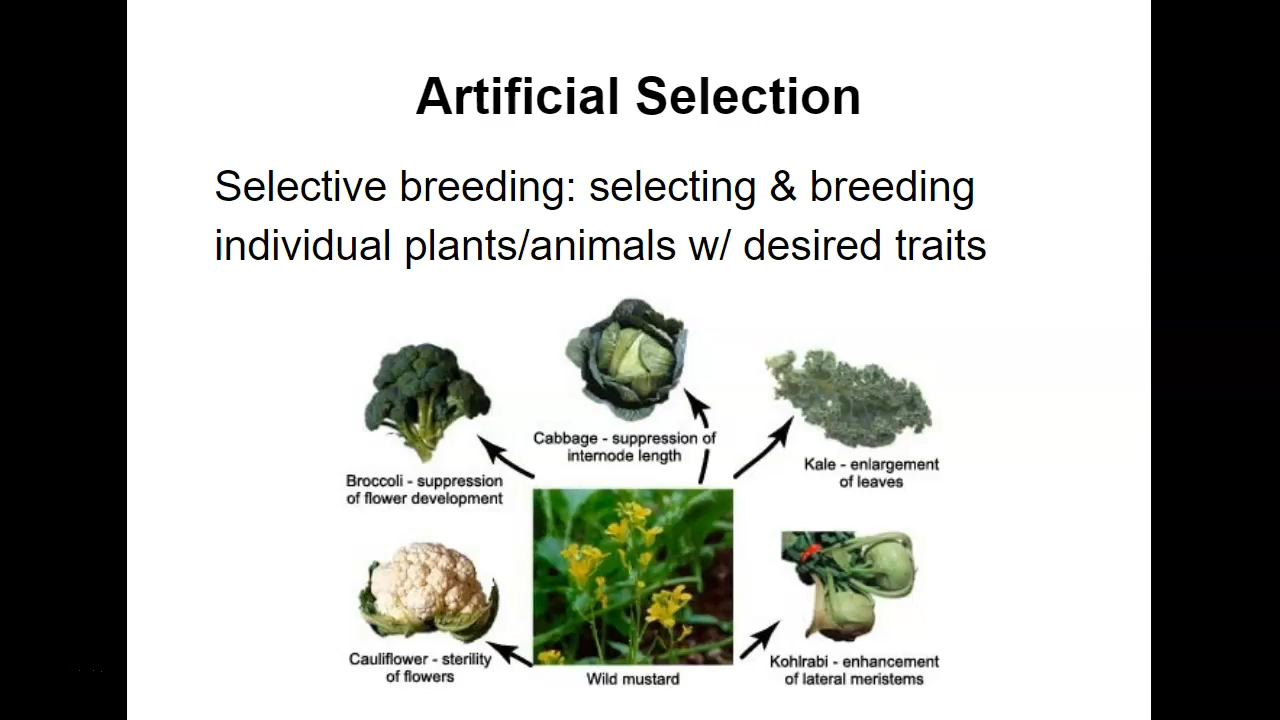 Artificial Selection
Selective breeding: selecting & breeding
individual plants/animals w/ desired traits
Cabbage - suppression of
internode length
Kale - enlargement
of leaves
Broccoli - suppression
of flower development
Cauliflower - sterility
of flowers
Wild mustard
Kohlrabi - enhancement
of lateral meristems